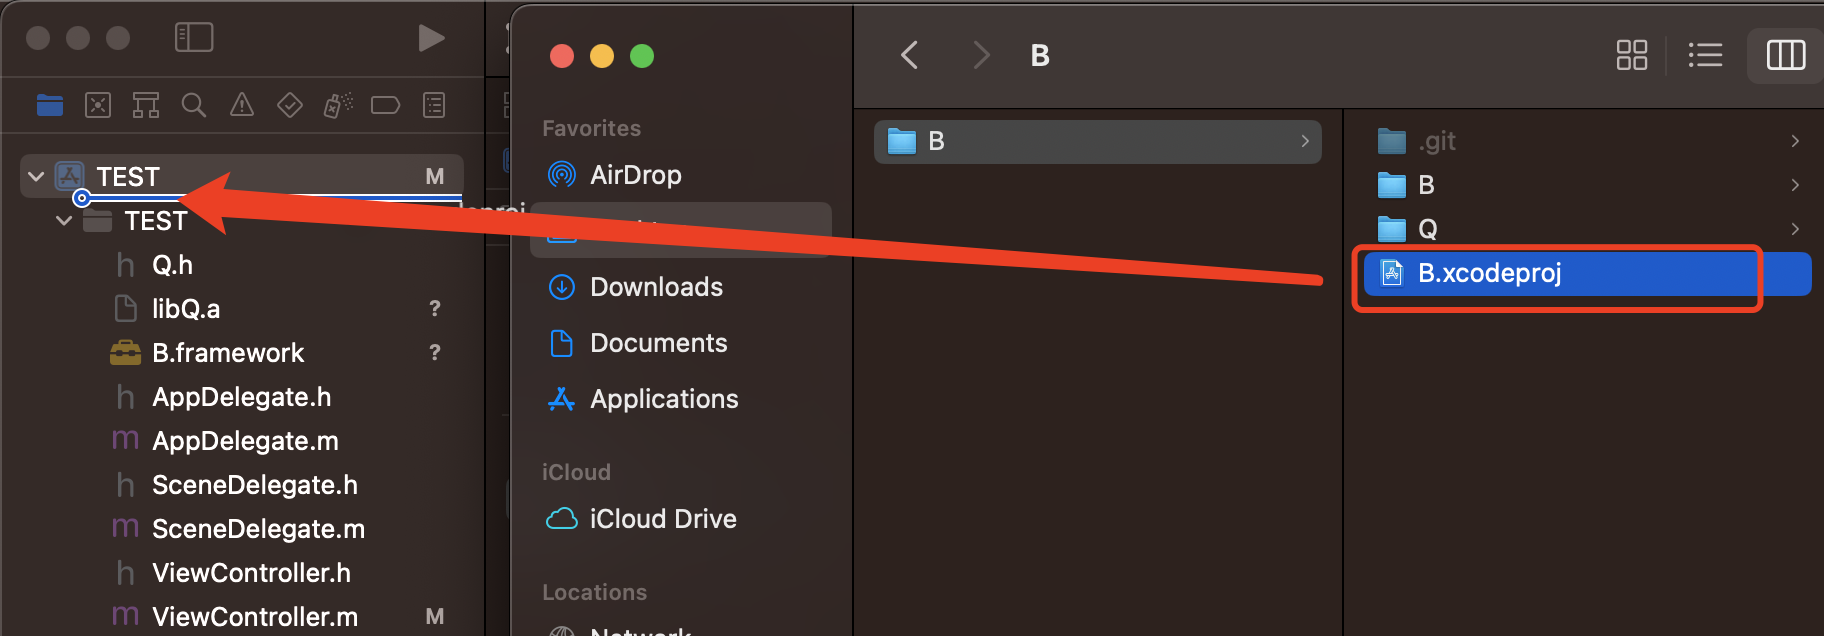 TEST M
TEST
Q.h
libQ.a ?
B.framework ?
AppDelegate.h
AppDelegate.m
SceneDelegate.h
SceneDelegate.m
ViewController.h
ViewController.m M
Favorites
AirDrop
Downloads
Documents
Applications
iCloud
iCloud Drive
Locations
Network
B
B
.git
B
Q
B.xcodeproj